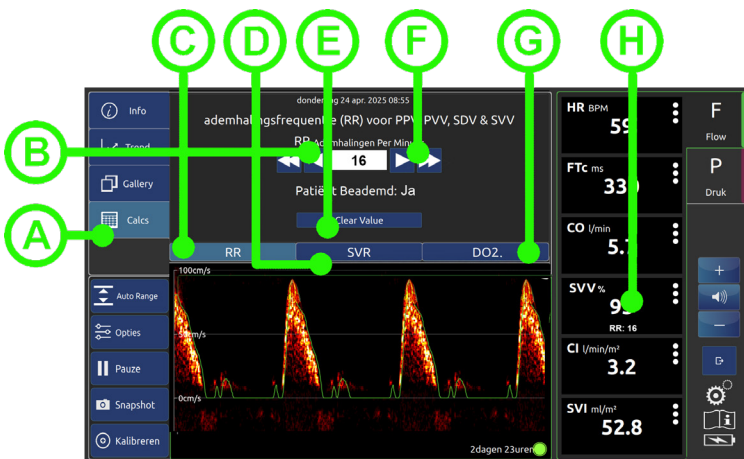 C
D
E
F
G
H
B
A
donderdag 24 apr. 2025 08:55
ademhalingsfrequentie (RR) voor PPV, PVV, SDV & SVV
RR Ademhalingen Per Minuut
16
Patiënt Beademd: Ja
Clear Value
RR
SVR
DO2.
Info
Trend
Gallery
Calcs
Auto Range
Opties
Pauze
Snapshot
Kalibreren
100cm/s
0cm/s
2dagen 23uren
HR BPM
FTc ms
CO l/min
SVV %
RR: 16
CI l/min/m²
3.2
SVI ml/m²
52.8
F
Flow
P
Druk